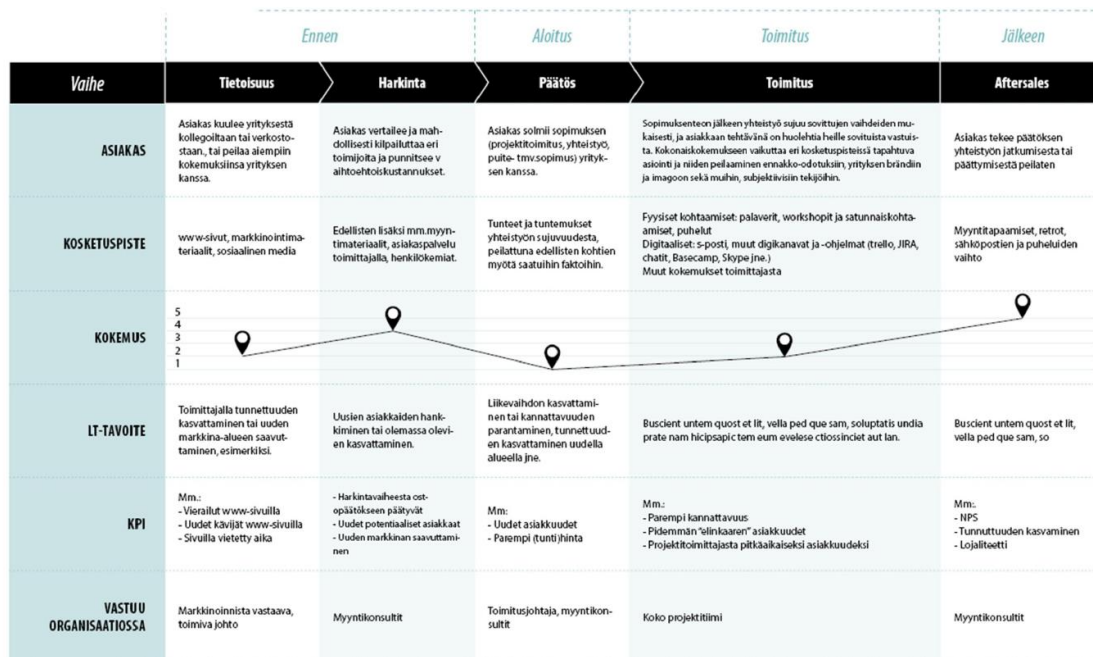 Ennen
Aloitus
Toimitus
Jälkeen
Vaihe
Tietoisuus
Harkinta
Päätös
Toimitus
Aftersales
ASIAKAS
Asiakas kuulee yrityksestä
kollegoiltaan tai verkosto-
staan., tai peilaa aiempiin
kokemuksiinsa yrityksen
kanssa.
Asiakas vertailee ja mah-
dollisesti kilpailuttaa eri
toimijoita ja punnitsee v
aihtoehtoiskustannukset.
Asiakas solmii sopimuksen
(projektitoimitus, yhteistyö,
puite- tmv.sopimus) yrityk-
sen kanssa.
Sopimuksenteon jälkeen yhteistyö sujuu sovittujen vaihdeiden mu-
kaisesti, ja asiakkaan tehtävänä on huolehtia heille sovituista vastuis-
ta. Kokonaiskokemukseen vaikuttaa eri kosketuspisteissä tapahtuva
asiointi ja niiden peilaaminen ennakko-odotuksiin, yrityksen brändiin
ja imagoon sekä muihin, subjektiivisiin tekijöihin.
Asiakas tekee päätöksen
yhteistyön jatkumisesta tai
päättymisestä peilaten
KOSKETUSPISTE
www-sivut, markkinointima-
teriaalit, sosiaalinen media
Edellisten lisäksi mm.myyn-
timateriaalit, asiakaspalvelu
toimittajalla, henkilökemiat.
Tunteet ja tuntemukset
yhteistyön sujuvuudesta,
peilattuna edellisten kohtien
myötä saatuihin faktoihin.
Fyysiset kohtaamiset: palaverit, workshopit ja satunnaiskohta-
amiset, puhelut
Digitaaliset: s-posti, muut digikanavat ja -ohjelmat (trello, JIRA,
chatit, Basecamp, Skype jne.)
Muut kokemukset toimittajasta
Myyntitapaamiset, retrot,
sähköpostien ja puheluiden
vaihto
KOKEMUS
5
4
3
2
1
LT-TAVOITE
Toimittajalla tunnettuuden
kasvattaminen tai uuden
markkina-alueen saavut-
taminen, esimerkiksi.
Uusien asiakkaiden hank-
kiminen tai olemassa olevi-
en kasvattaminen.
Liikevaihdon kasvattami-
nen tai kannattavuuden
parantaminen, tunnettuud-
en kasvattaminen uudella
alueella jne.
Buscient untem quost et lit, vella ped que sam, soluptatis undia
prate nam hicipsapic tem eum evelese ctiossinciet aut lan.
Buscient untem quost et lit,
vella ped que sam, so
KPI
Mm.:
- Vierailut www-sivuilla
- Uudet kävijät www-sivuilla
- Sivuilla vietetty aika
- Harkintavaiheesta ost-
opäätökseen päätyvät
- Uudet potentiaaliset asiakkaat
- Uuden markkinan saavuttami-
nen
Mm:
- Uudet asiakkuudet
- Parempi (tunti)hinta
Mm.:
- Parempi kannattavuus
- Pidemmän "elinkaaren" asiakkuudet
- Projektitoimittajasta pitkäaikaiseksi asiakkuudeksi
Mm:.
- NPS
- Tunnuttuuden kasvaminen
- Lojaliteetti
VASTUU
ORGANISAATIOSSA
Markkinoinnista vastaava,
toimiva johto
Myyntikonsultit
Toimitusjohtaja, myyntikon-
sultit
Koko projektitiimi
Myyntikonsultit